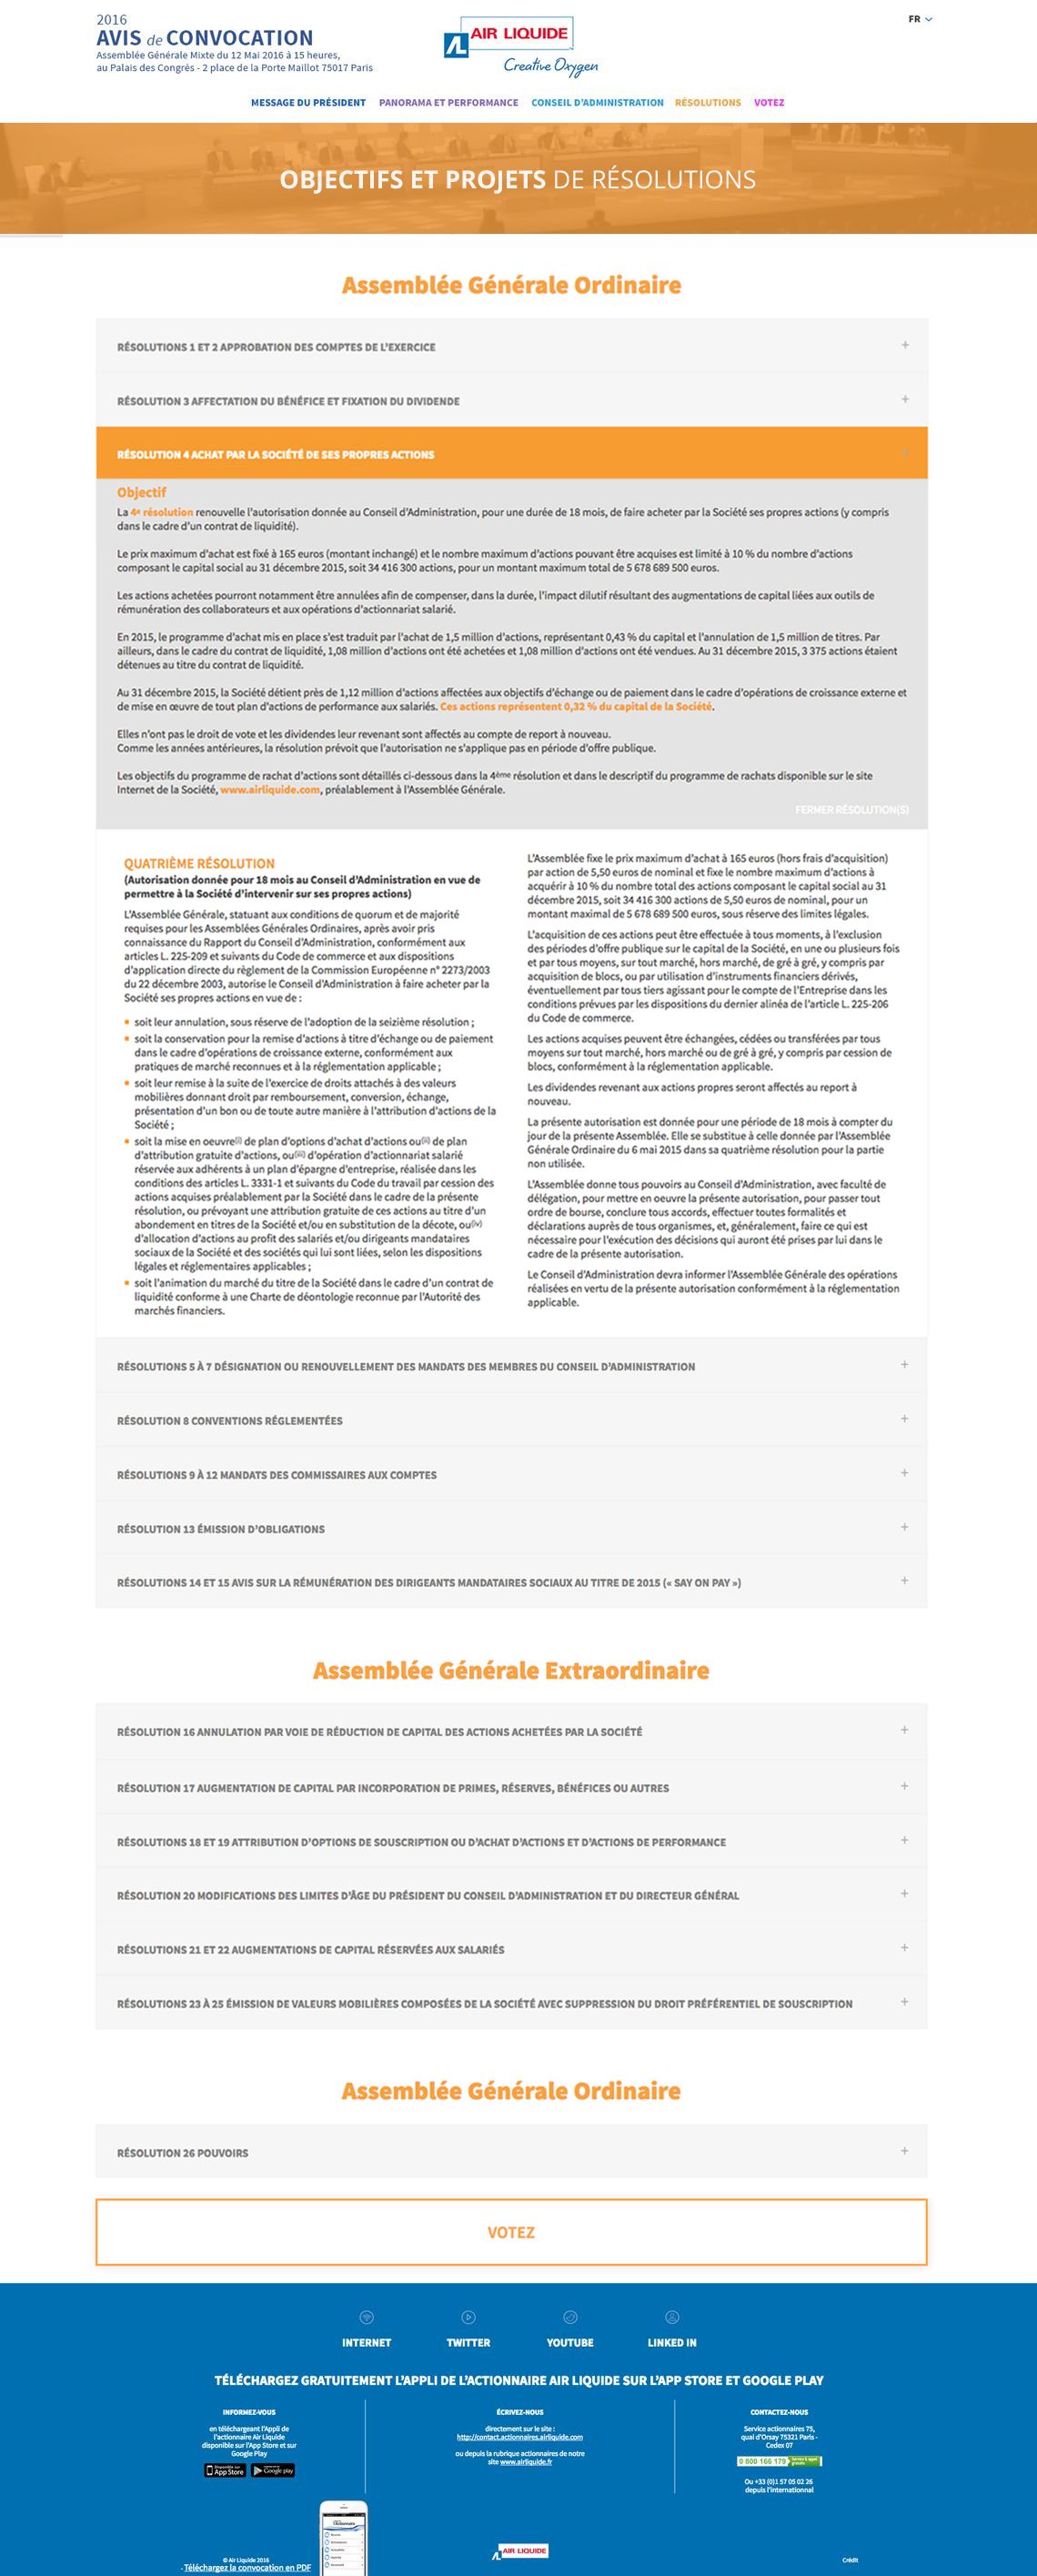 2016
AVIS de CONVOCATION
Assemblée Générale Mixte du 12 Mai 2016 à 15 heures,
au Palais des Congrès - 2 place de la Porte Maillot 75017 Paris
AIR LIQUIDE
Creative Oxygen
FR
MESSAGE DU PRÉSIDENT PANORAMA ET PERFORMANCE CONSEIL D'ADMINISTRATION RÉSOLUTIONS VOTEZ
OBJECTIFS ET PROJETS DE RÉSOLUTIONS
Assemblée Générale Ordinaire
RÉSOLUTIONS 1 ET 2 APPROBATION DES COMPTES DE L'EXERCICE +
RÉSOLUTION 3 AFFECTATION DU BÉNÉFICE ET FIXATION DU DIVIDENDE +
RÉSOLUTION 4 ACHAT PAR LA SOCIÉTÉ DE SES PROPRES ACTIONS +
Objectif
La 4e résolution renouvelle l'autorisation donnée au Conseil d'Administration, pour une durée de 18 mois, de faire acheter par la Société ses propres actions (y compris
dans le cadre d'un contrat de liquidité).
Le prix maximum d'achat est fixé à 165 euros (montant inchangé) et le nombre maximum d'actions pouvant être acquises est limité à 10 % du nombre d'actions
composant le capital social au 31 décembre 2015, soit 34 416 300 actions, pour un montant maximum total de 5 678 689 500 euros.
Les actions achetées pourront notamment être annulées afin de compenser, dans la durée, l'impact dilutif résultant des augmentations de capital liées aux outils de
rémunération des collaborateurs et aux opérations d'actionnariat salarié.
En 2015, le programme d'achat mis en place s'est traduit par l'achat de 1,5 million d'actions, représentant 0,43 % du capital et l'annulation de 1,5 million de titres. Par
ailleurs, dans le cadre du contrat de liquidité, 1,08 million d'actions ont été achetées et 1,08 million d'actions ont été vendues. Au 31 décembre 2015, 3 375 actions étaient
détenues au titre du contrat de liquidité.
Au 31 décembre 2015, la Société détient près de 1,12 million d'actions affectées aux objectifs d'échange ou de paiement dans le cadre d'opérations de croissance externe et
de mise en œuvre de tout plan d'actions de performance aux salariés. Ces actions représentent 0,32 % du capital de la Société.
Elles n'ont pas le droit de vote et les dividendes leur revenant sont affectés au compte de report à nouveau.
Comme les années antérieures, la résolution prévoit que l'autorisation ne s'applique pas en période d'offre publique.
Les objectifs du programme de rachat d'actions sont détaillés ci-dessous dans la 4ème résolution et dans le descriptif du programme de rachats disponible sur le site
Internet de la Société, www.airliquide.com, préalablement à l'Assemblée Générale.
FERMER RÉSOLUTION(S)
QUATRIÈME RÉSOLUTION
(Autorisation donnée pour 18 mois au Conseil d'Administration en vue de
permettre à la Société d'intervenir sur ses propres actions)
L'Assemblée Générale, statuant aux conditions de quorum et de majorité
requises pour les Assemblées Générales Ordinaires, après avoir pris
connaissance du Rapport du Conseil d'Administration, conformément aux
articles L. 225-209 et suivants du Code de commerce et aux dispositions
d'application directe du règlement de la Commission Européenne n° 2273/2003
du 22 décembre 2003, autorise le Conseil d'Administration à faire acheter par la
Société ses propres actions en vue de :
soit leur annulation, sous réserve de l'adoption de la seizième résolution ;
soit la conservation pour la remise d'actions à titre d'échange ou de paiement
dans le cadre d'opérations de croissance externe, conformément aux
pratiques de marché reconnues et à la réglementation applicable ;
soit leur remise à la suite de l'exercice de droits attachés à des valeurs
mobilières donnant droit par remboursement, conversion, échange,
présentation d'un bon ou de toute autre manière à l'attribution d'actions de la
Société ;
soit la mise en oeuvre(i) de plan d'options d'achat d'actions ou(ii) de plan
d'attribution gratuite d'actions, ou(iii) d'opération d'actionnariat salarié
réservée aux adhérents à un plan d'épargne d'entreprise, réalisée dans les
conditions des articles L. 3331-1 et suivants du Code du travail par cession des
actions acquises préalablement par la Société dans le cadre de la présente
résolution, ou prévoyant une attribution gratuite de ces actions au titre d'un
abondement en titres de la Société et/ou en substitution de la décote, ou(iv)
d'allocation d'actions au profit des salariés et/ou dirigeants mandataires
sociaux de la Société et des sociétés qui lui sont liées, selon les dispositions
légales et réglementaires applicables ;
soit l'animation du marché du titre de la Société dans le cadre d'un contrat de
liquidité conforme à une Charte de déontologie reconnue par l'Autorité des
marchés financiers.
L'Assemblée fixe le prix maximum d'achat à 165 euros (hors frais d'acquisition)
par action de 5,50 euros de nominal et fixe le nombre maximum d'actions à
acquérir à 10 % du nombre total des actions composant le capital social au 31
décembre 2015, soit 34 416 300 actions de 5,50 euros de nominal, pour un
montant maximal de 5 678 689 500 euros, sous réserve des limites légales.
L'acquisition de ces actions peut être effectuée à tous moments, à l'exclusion
des périodes d'offre publique sur le capital de la Société, en une ou plusieurs fois
et par tous moyens, sur tout marché, hors marché, de gré à gré, y compris par
acquisition de blocs, ou par utilisation d'instruments financiers dérivés,
éventuellement par tous tiers agissant pour le compte de l'Entreprise dans les
conditions prévues par les dispositions du dernier alinéa de l'article L. 225-206
du Code de commerce.
Les actions acquises peuvent être échangées, cédées ou transférées par tous
moyens sur tout marché, hors marché ou de gré à gré, y compris par cession de
blocs, conformément à la réglementation applicable.
Les dividendes revenant aux actions propres seront affectés au report à
nouveau.
La présente autorisation est donnée pour une période de 18 mois à compter du
jour de la présente Assemblée. Elle se substitue à celle donnée par l'Assemblée
Générale Ordinaire du 6 mai 2015 dans sa quatrième résolution pour la partie
non utilisée.
L'Assemblée donne tous pouvoirs au Conseil d'Administration, avec faculté de
délégation, pour mettre en oeuvre la présente autorisation, pour passer tout
ordre de bourse, conclure tous accords, effectuer toutes formalités et
déclarations auprès de tous organismes, et, généralement, faire ce qui est
nécessaire pour l'exécution des décisions qui auront été prises par lui dans le
cadre de la présente autorisation.
Le Conseil d'Administration devra informer l'Assemblée Générale des opérations
réalisées en vertu de la présente autorisation conformément à la réglementation
applicable.
RÉSOLUTIONS 5 À 7 DÉSIGNATION OU RENOUVELLEMENT DES MANDATS DES MEMBRES DU CONSEIL D'ADMINISTRATION +
RÉSOLUTION 8 CONVENTIONS RÉGLEMENTÉES +
RÉSOLUTIONS 9 À 12 MANDATS DES COMMISSAIRES AUX COMPTES +
RÉSOLUTION 13 ÉMISSION D'OBLIGATIONS +
RÉSOLUTIONS 14 ET 15 AVIS SUR LA RÉMUNÉRATION DES DIRIGEANTS MANDATAIRES SOCIAUX AU TITRE DE 2015 (« SAY ON PAY ») +
Assemblée Générale Extraordinaire
RÉSOLUTION 16 ANNULATION PAR VOIE DE RÉDUCTION DE CAPITAL DES ACTIONS ACHETÉES PAR LA SOCIÉTÉ +
RÉSOLUTION 17 AUGMENTATION DE CAPITAL PAR INCORPORATION DE PRIMES, RÉSERVES, BÉNÉFICES OU AUTRES +
RÉSOLUTIONS 18 ET 19 ATTRIBUTION D'OPTIONS DE SOUSCRIPTION OU D'ACHAT D'ACTIONS ET D'ACTIONS DE PERFORMANCE +
RÉSOLUTION 20 MODIFICATIONS DES LIMITES D'ÂGE DU PRÉSIDENT DU CONSEIL D'ADMINISTRATION ET DU DIRECTEUR GÉNÉRAL +
RÉSOLUTIONS 21 ET 22 AUGMENTATIONS DE CAPITAL RÉSERVÉES AUX SALARIÉS +
RÉSOLUTIONS 23 À 25 ÉMISSION DE VALEURS MOBILIÈRES COMPOSÉES DE LA SOCIÉTÉ AVEC SUPPRESSION DU DROIT PRÉFÉRENTIEL DE SOUSCRIPTION +
Assemblée Générale Ordinaire
RÉSOLUTION 26 POUVOIRS +
VOTEZ
INTERNET TWITTER YOUTUBE LINKED IN
TÉLÉCHARGEZ GRATUITEMENT L'APPLI DE L'ACTIONNAIRE AIR LIQUIDE SUR L'APP STORE ET GOOGLE PLAY
INFORMEZ-VOUS
en téléchargeant l'Appli de
l'actionnaire Air Liquide
disponible sur l'App Store et sur
Google Play
App Store Google play
ÉCRIVEZ-NOUS
directement sur le site :
http://contact.actionnaires.airliquide.com
ou depuis la rubrique actionnaires de notre
site www.airliquide.fr
CONTACTEZ-NOUS
Service actionnaires 75,
quai d'Orsay 75321 Paris -
Cedex 07
0 800 166 179 Service & appel
gratuits
Ou +33 (0)1 57 05 02 26
depuis l'internationnal
© Air Liquide 2016
- Téléchargez la convocation en PDF
AIR LIQUIDE
Crédit